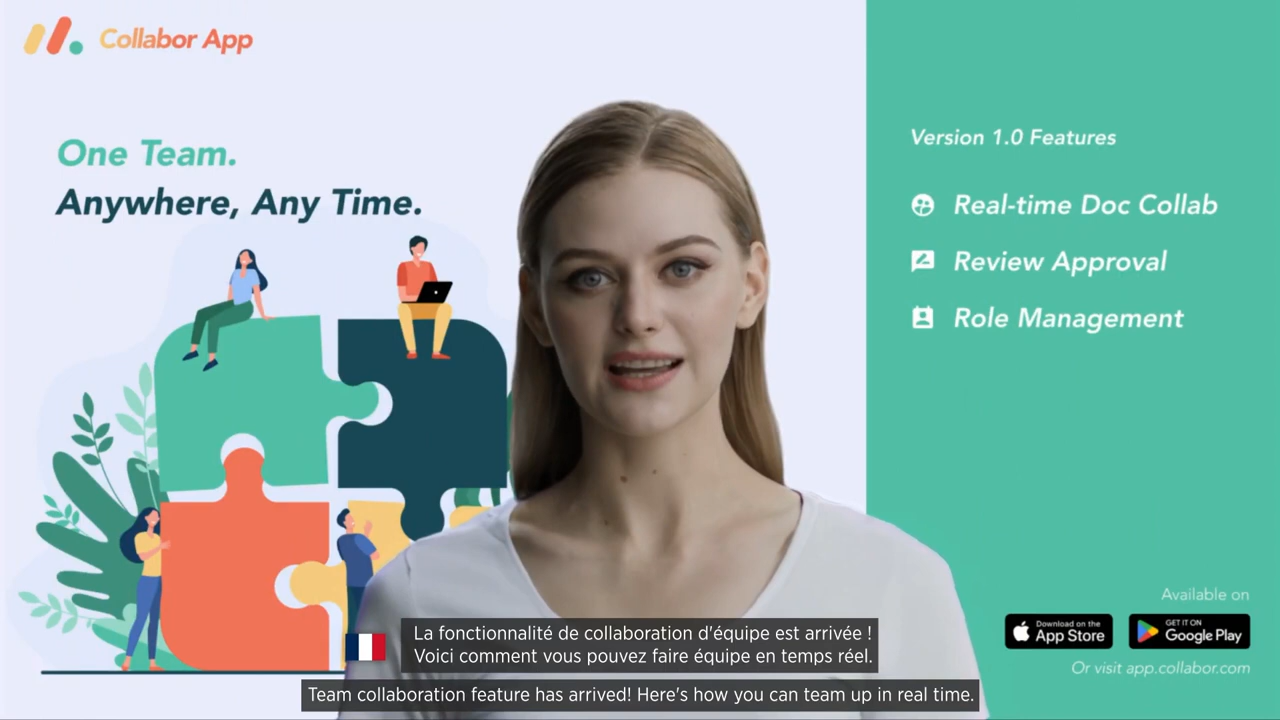 Collabor App
One Team.
Anywhere, Any Time.
Version 1.0 Features
Real-time Doc Collab
Review Approval
Role Management
Available on
Download on the
App Store
GET IT ON
Google Play
Or visit app.collabor.com
La fonctionnalité de collaboration d'équipe est arrivée !
Voici comment vous pouvez faire équipe en temps réel.
Team collaboration feature has arrived! Here's how you can team up in real time.